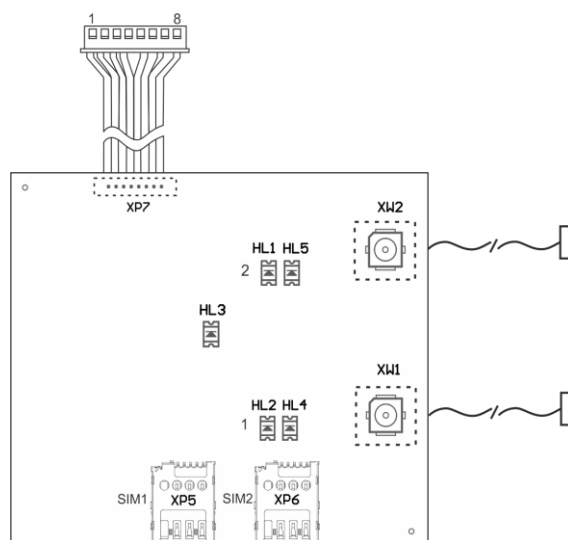 1 8
XP7
XW2
HL1 HL5
2
HL3
XW1
HL2 HL4
1
SIM1 XP5 SIM2 XP6